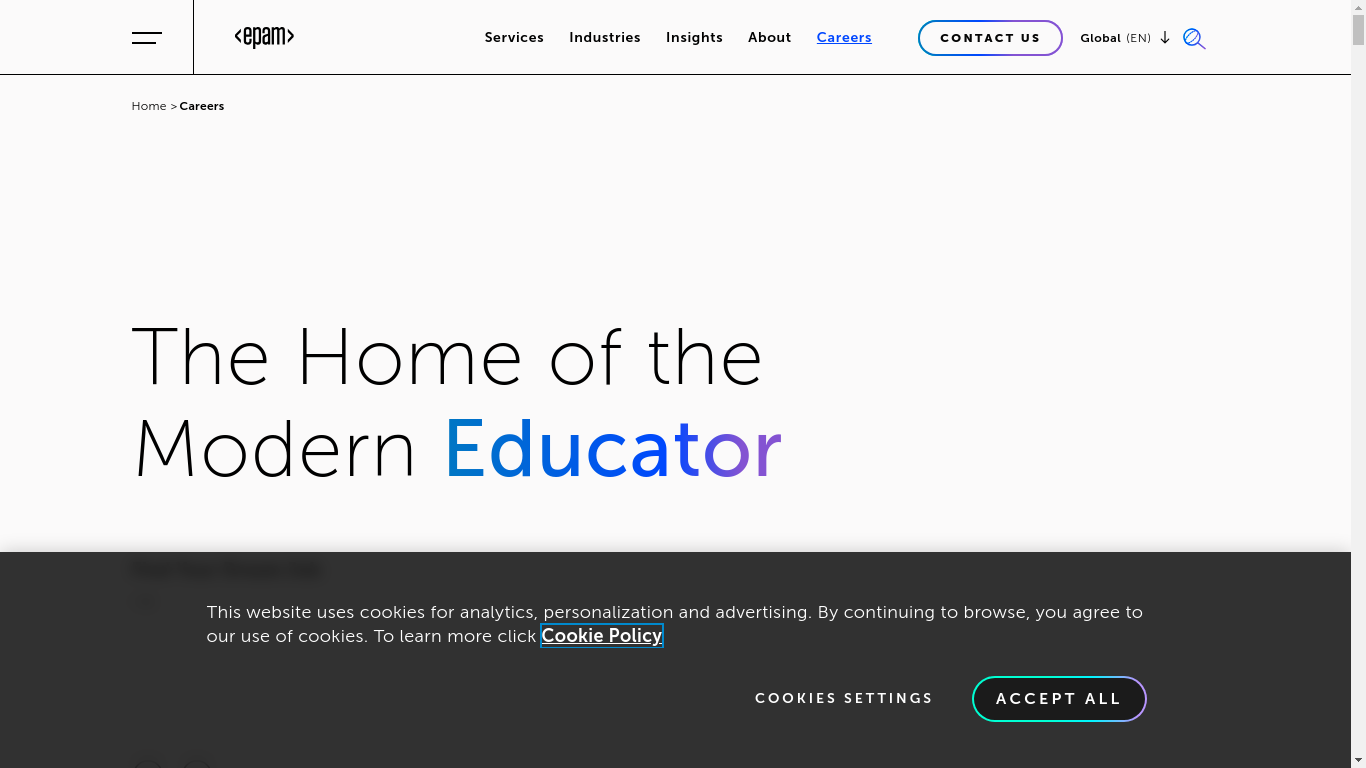 <epam>
Services
Industries
Insights
About
Careers
CONTACT US
Global (EN)
Home > Careers
The Home of the
Modern Educator
This website uses cookies for analytics, personalization and advertising. By continuing to browse, you agree to
our use of cookies. To learn more click Cookie Policy
COOKIES SETTINGS
ACCEPT ALL